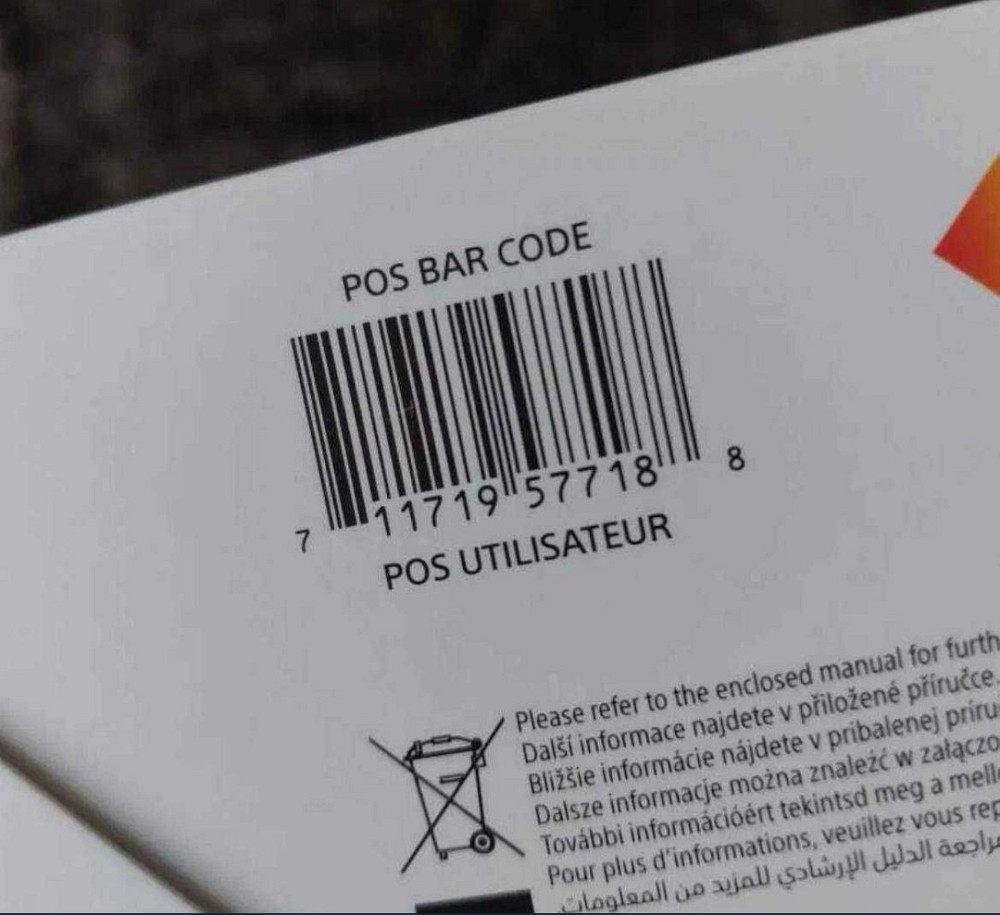 POS BAR CODE
7 11719 57718 8
POS UTILISATEUR
Please refer to the enclosed manual for furth
Další informace najdete v přiložené příručce.
Bližšie informácie nájdete v pribalenej príru
Dalsze informacje można znaleźć w załączo
További információért tekintsd meg a mell
Pour plus d'informations, veuillez vous rep
مراجعة الدليل الإرشادي للمزيد من المعلومات.